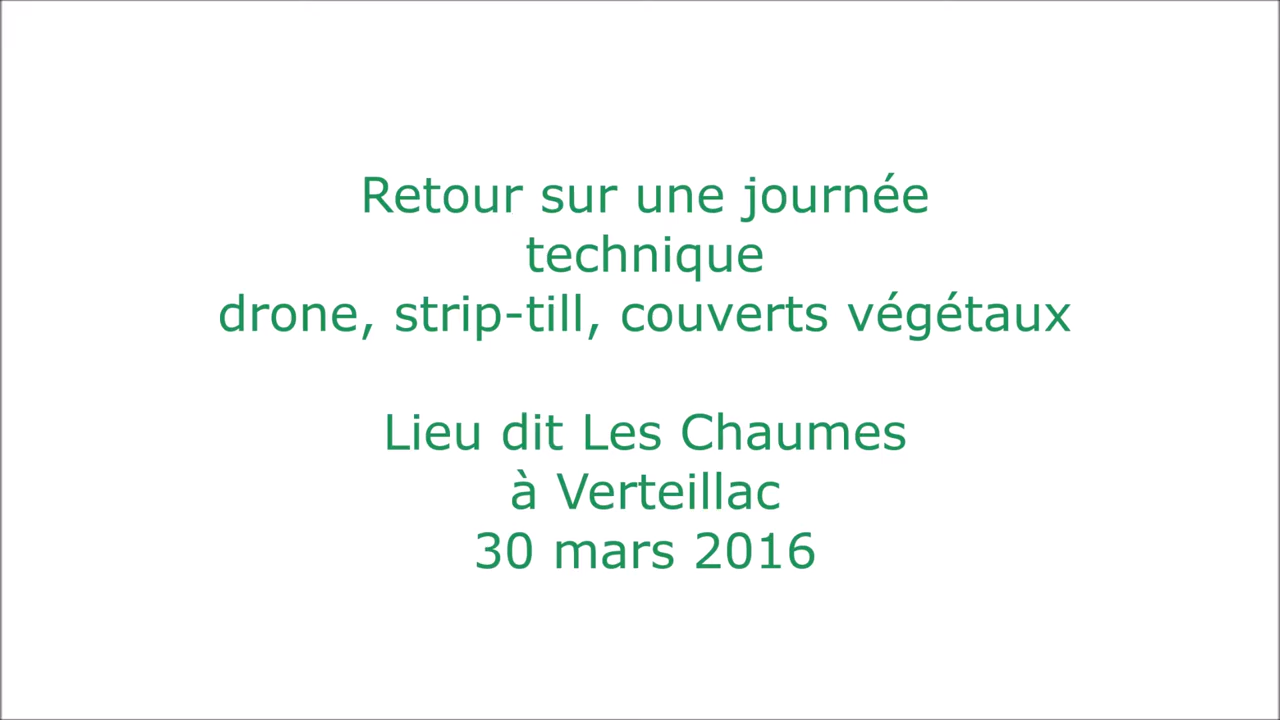 Retour sur une journée
technique
drone, strip-till, couverts végétaux
Lieu dit Les Chaumes
à Verteillac
30 mars 2016